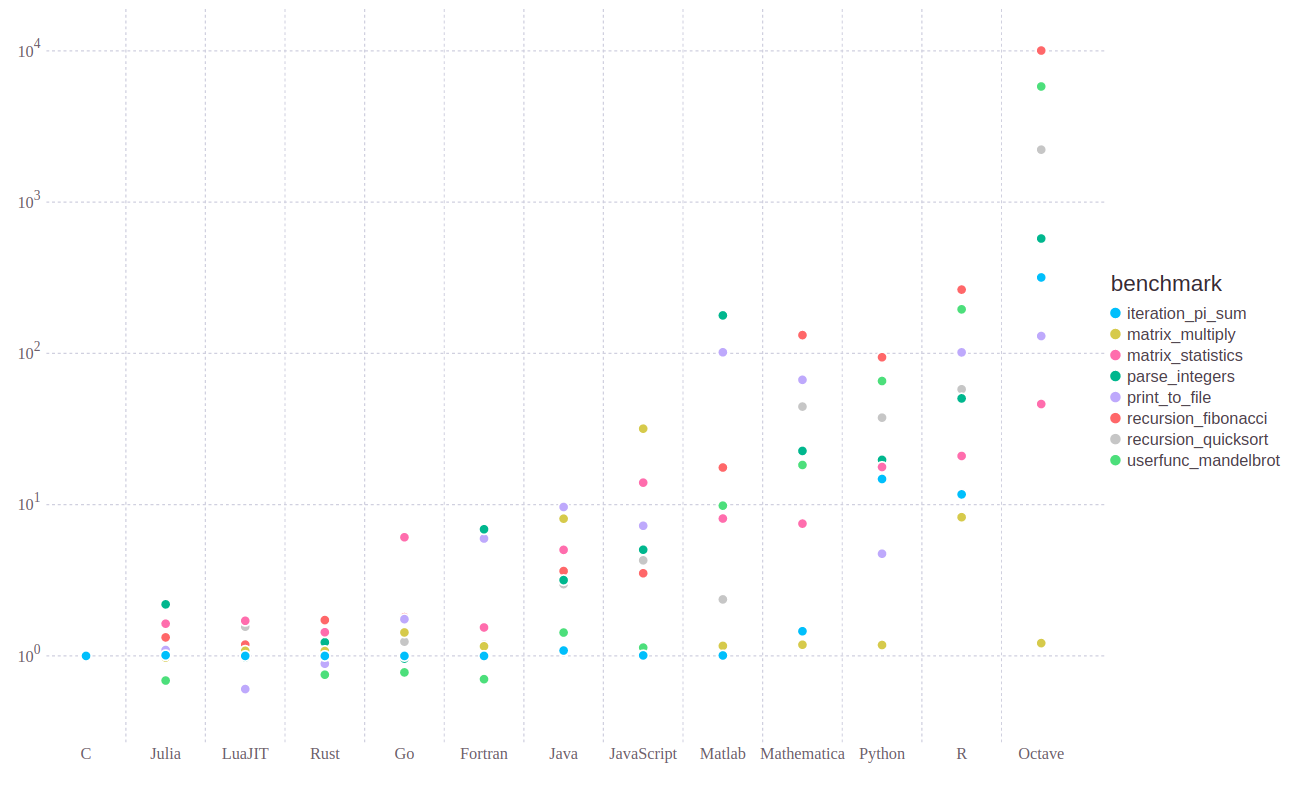 10^4
10^3
10^2
10^1
10^0
C Julia LuaJIT Rust Go Fortran Java JavaScript Matlab Mathematica Python R Octave
benchmark
iteration_pi_sum
matrix_multiply
matrix_statistics
parse_integers
print_to_file
recursion_fibonacci
recursion_quicksort
userfunc_mandelbrot